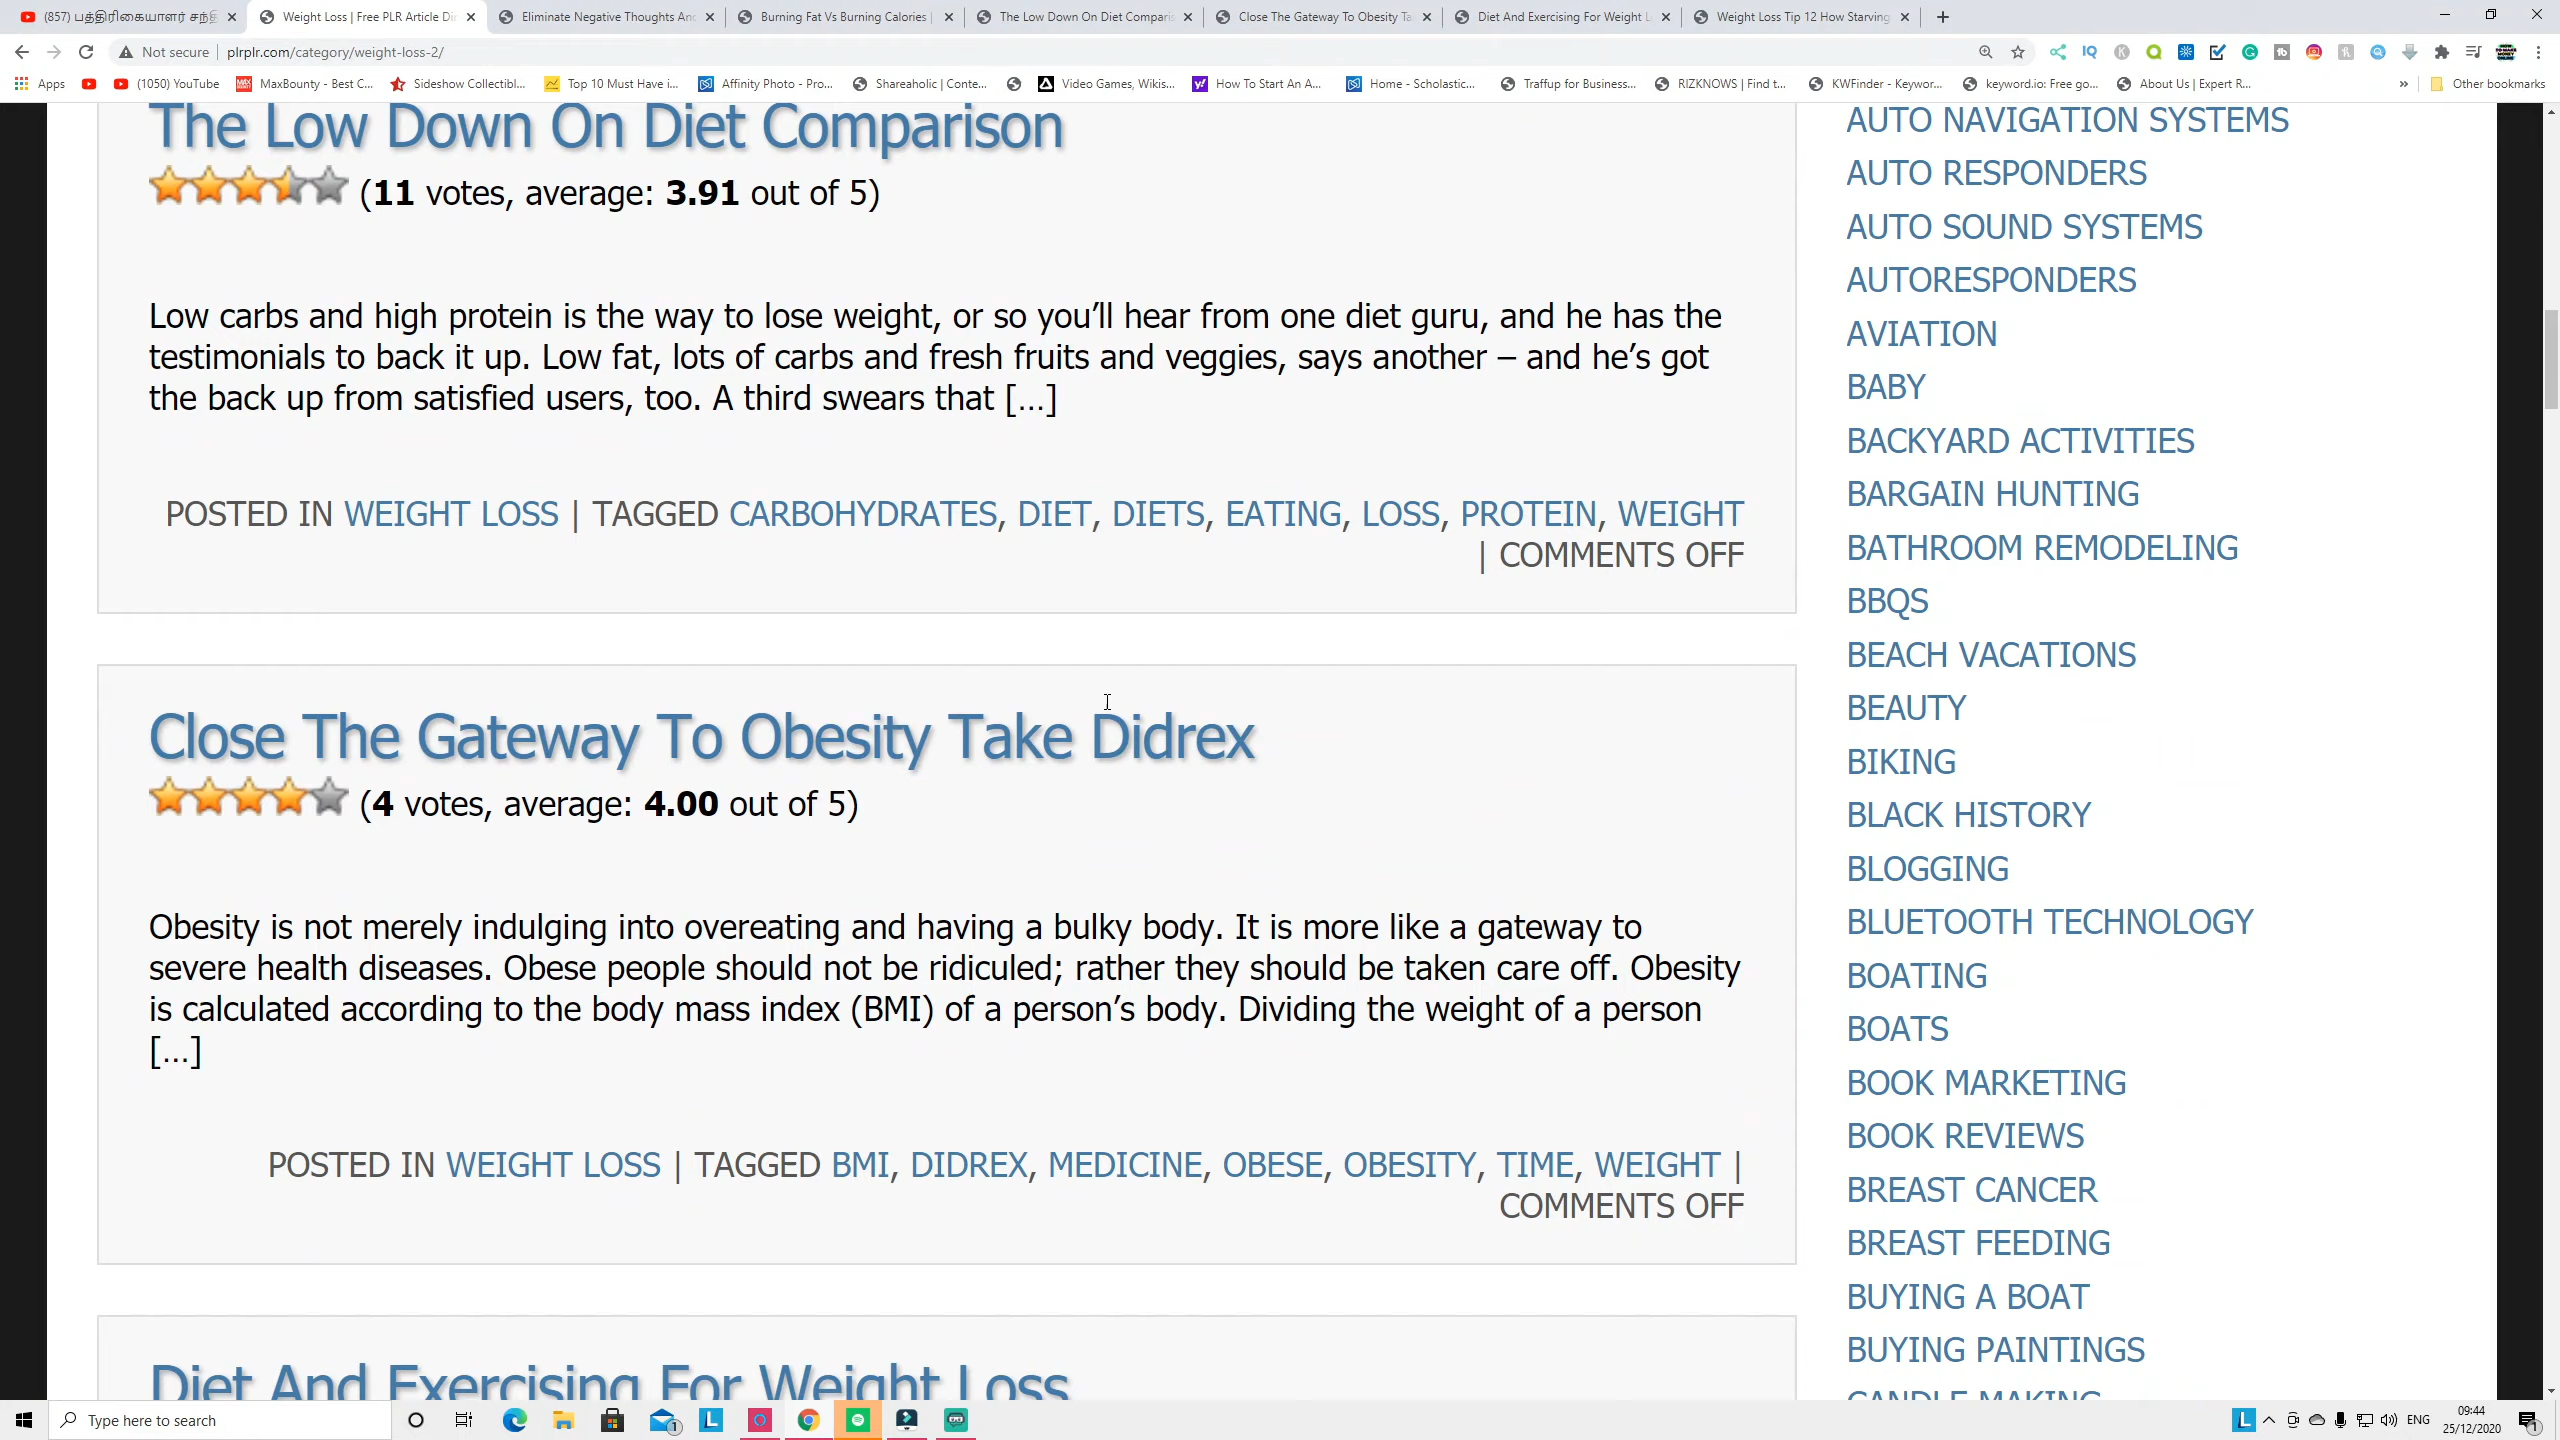 (857) பத்திரிகையாளர் சந்தி
Weight Loss | Free PLR Article Di
Eliminate Negative Thoughts And
Burning Fat Vs Burning Calories |
The Low Down On Diet Comparis
Close The Gateway To Obesity Ta
Diet And Exercising For Weight L
Weight Loss Tip 12 How Starving
Not secure | plrplr.com/category/weight-loss-2/
Apps
(1050) YouTube
MaxBounty - Best C...
Sideshow Collectibl...
Top 10 Must Have i...
Affinity Photo - Pro...
Shareaholic | Conte...
Video Games, Wikis...
How To Start An A...
Home - Scholastic...
Traffup for Business...
RIZKNOWS | Find t...
KWFinder - Keywor...
keyword.io: Free go...
About Us | Expert R...
»
Other bookmarks
The Low Down On Diet Comparison
(11 votes, average: 3.91 out of 5)
Low carbs and high protein is the way to lose weight, or so you’ll hear from one diet guru, and he has the
testimonials to back it up. Low fat, lots of carbs and fresh fruits and veggies, says another – and he’s got
the back up from satisfied users, too. A third swears that […]
POSTED IN WEIGHT LOSS | TAGGED CARBOHYDRATES, DIET, DIETS, EATING, LOSS, PROTEIN, WEIGHT
| COMMENTS OFF
Close The Gateway To Obesity Take Didrex
(4 votes, average: 4.00 out of 5)
Obesity is not merely indulging into overeating and having a bulky body. It is more like a gateway to
severe health diseases. Obese people should not be ridiculed; rather they should be taken care off. Obesity
is calculated according to the body mass index (BMI) of a person’s body. Dividing the weight of a person
[…]
POSTED IN WEIGHT LOSS | TAGGED BMI, DIDREX, MEDICINE, OBESE, OBESITY, TIME, WEIGHT |
COMMENTS OFF
Diet And Exercising For Weight Loss
AUTO NAVIGATION SYSTEMS
AUTO RESPONDERS
AUTO SOUND SYSTEMS
AUTORESPONDERS
AVIATION
BABY
BACKYARD ACTIVITIES
BARGAIN HUNTING
BATHROOM REMODELING
BBQS
BEACH VACATIONS
BEAUTY
BIKING
BLACK HISTORY
BLOGGING
BLUETOOTH TECHNOLOGY
BOATING
BOATS
BOOK MARKETING
BOOK REVIEWS
BREAST CANCER
BREAST FEEDING
BUYING A BOAT
BUYING PAINTINGS
CANDLE MAKING
Type here to search
ENG
09:44
25/12/2020